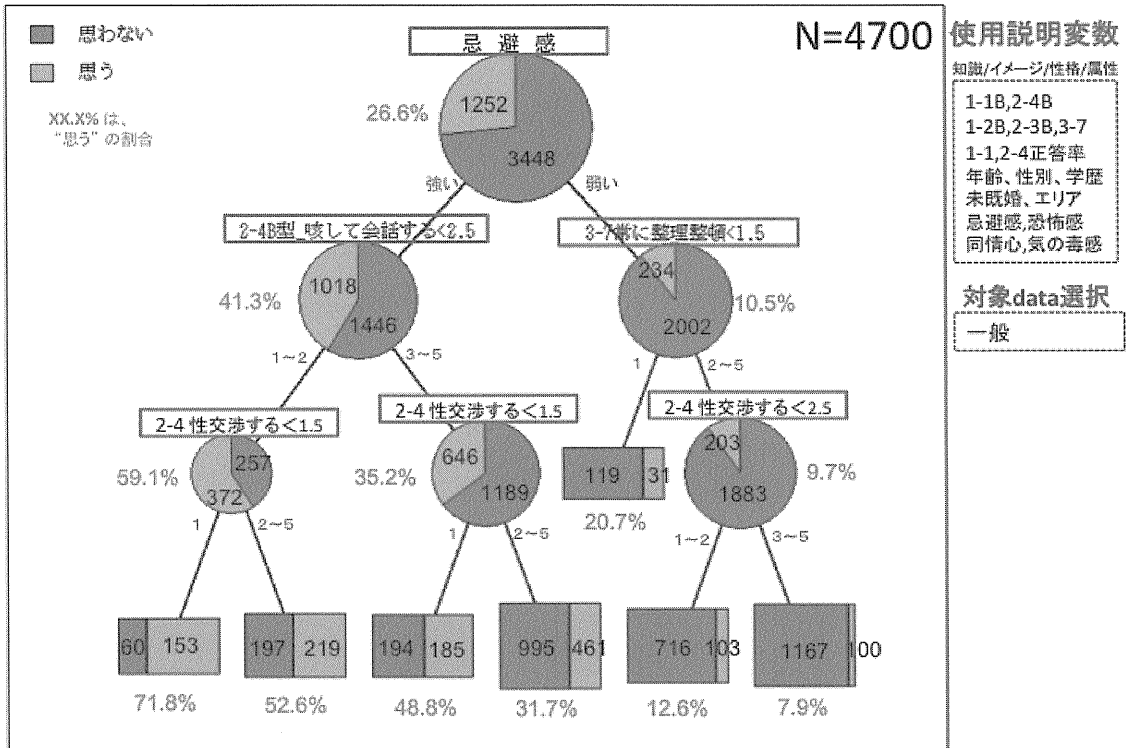 思わない
思う
XX.X% は、
"思う" の割合
N=4700
忌 避 感
26.6%
1252
3448
強い
弱い
2-4B型_咳して会話する<2.5
3-7常に整理整頓<1.5
1018
1446
41.3%
234
2002
10.5%
1～2
3～5
1
2～5
2-4 性交渉する<1.5
2-4 性交渉する<1.5
2-4 性交渉する<2.5
59.1%
257
372
35.2%
646
1189
119
31
20.7%
203
1883
9.7%
1
2～5
1
2～5
1～2
3～5
60
153
197
219
194
185
995
461
716
103
1167
100
71.8%
52.6%
48.8%
31.7%
12.6%
7.9%
使用説明変数
知識/イメージ/性格/属性
1-1B,2-4B
1-2B,2-3B,3-7
1-1,2-4正答率
年齢、性別、学歴
未既婚、エリア
忌避感,恐怖感
同情心,気の毒感
対象data選択
一般